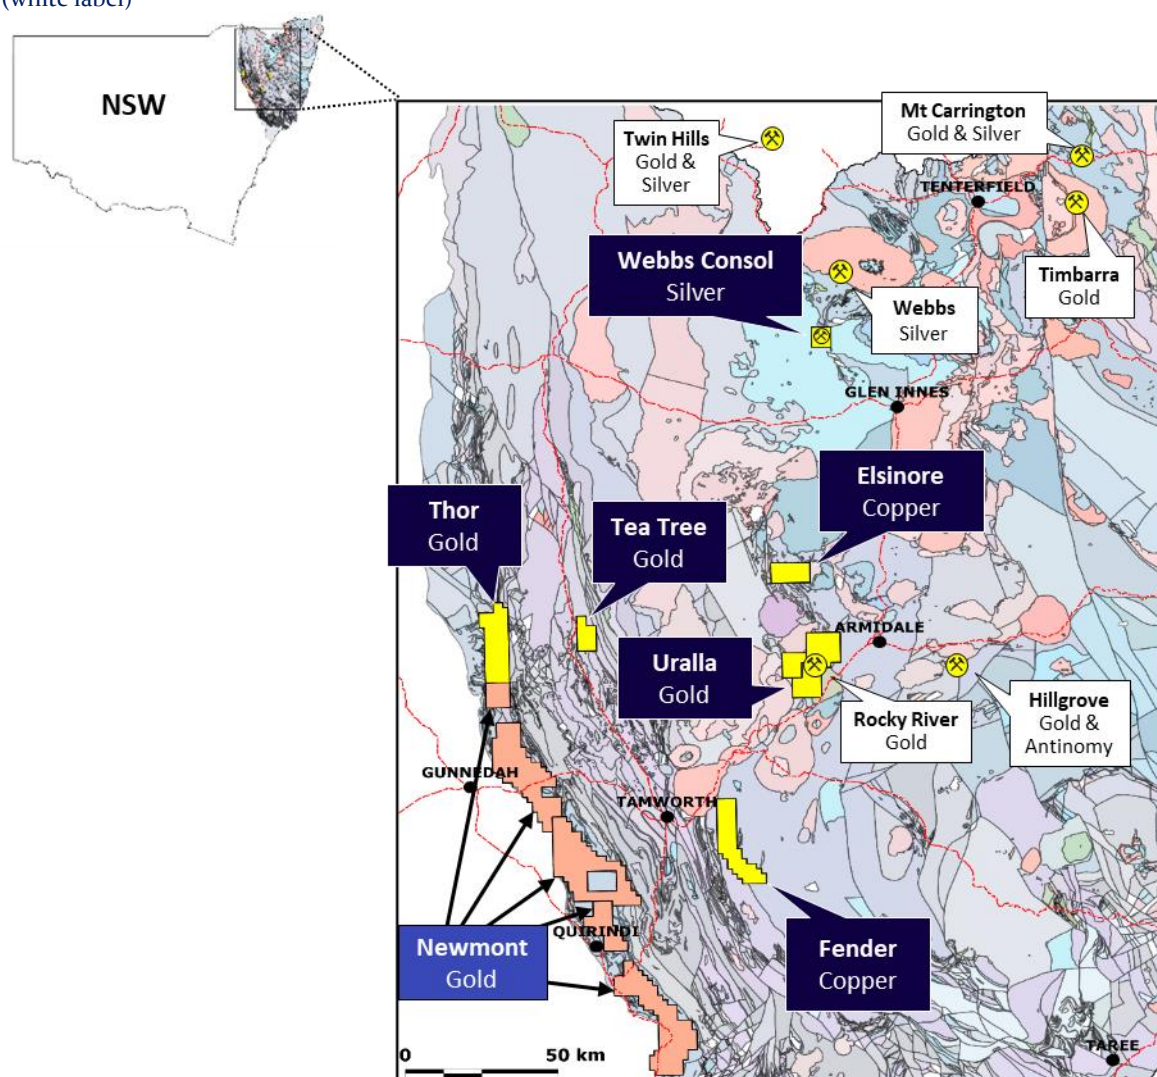 (white label)
NSW
Twin Hills
Gold &
Silver
Mt Carrington
Gold & Silver
TENTERFIELD
Webbs Consol
Silver
Timbarra
Gold
Webbs
Silver
GLEN INNES
Elsinore
Copper
Thor
Gold
Tea Tree
Gold
ARMIDALE
Uralla
Gold
Rocky River
Gold
Hillgrove
Gold &
Antinomy
GUNNEDAH
TAMWORTH
QUIRINDI
Newmont
Gold
Fender
Copper
TAREE
0
50 km